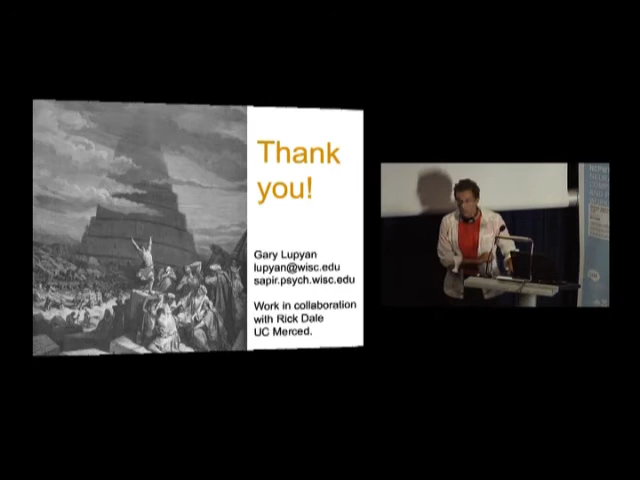 Thank
you!
Gary Lupyan
lupyan@wisc.edu
sapir.psych.wisc.edu
Work in collaboration
with Rick Dale
UC Merced.